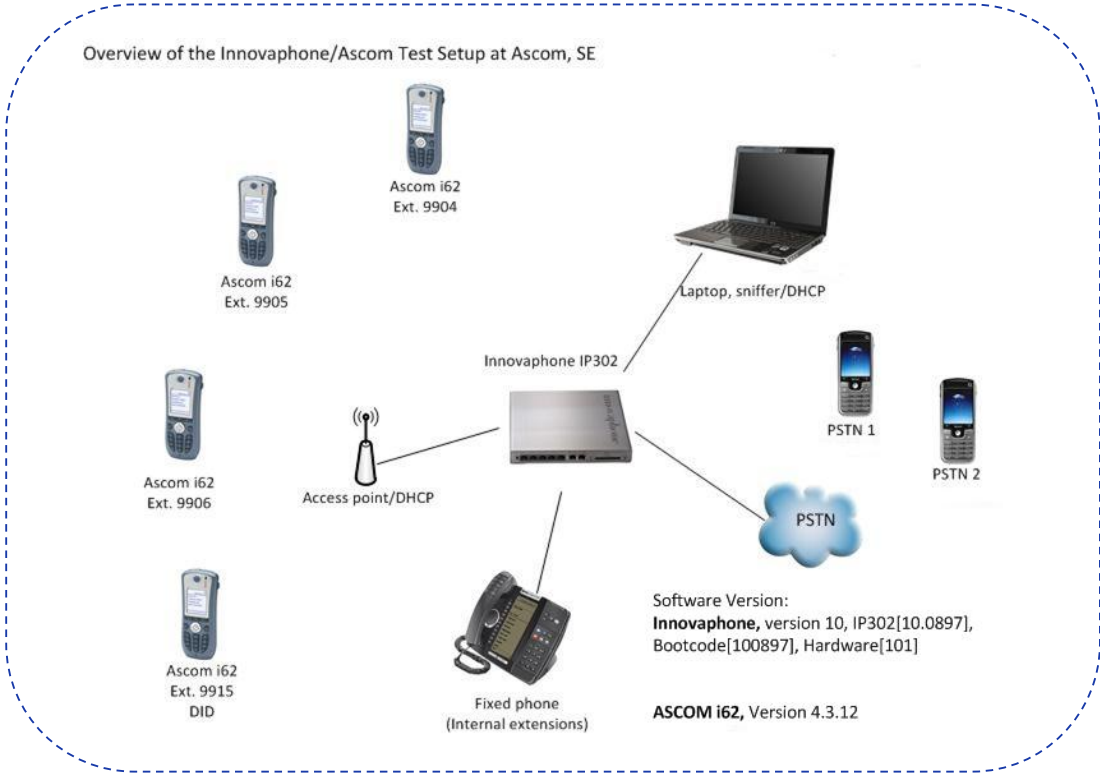 Overview of the Innovaphone/Ascom Test Setup at Ascom, SE
Ascom i62
Ext. 9904
Ascom i62
Ext. 9905
Laptop, sniffer/DHCP
Innovaphone IP302
PSTN 1
PSTN 2
Ascom i62
Ext. 9906
Access point/DHCP
PSTN
Ascom i62
Ext. 9915
DID
Fixed phone
(Internal extensions)
Software Version:
Innovaphone, version 10, IP302[10.0897],
Bootcode[100897], Hardware[101]
ASCOM i62, Version 4.3.12